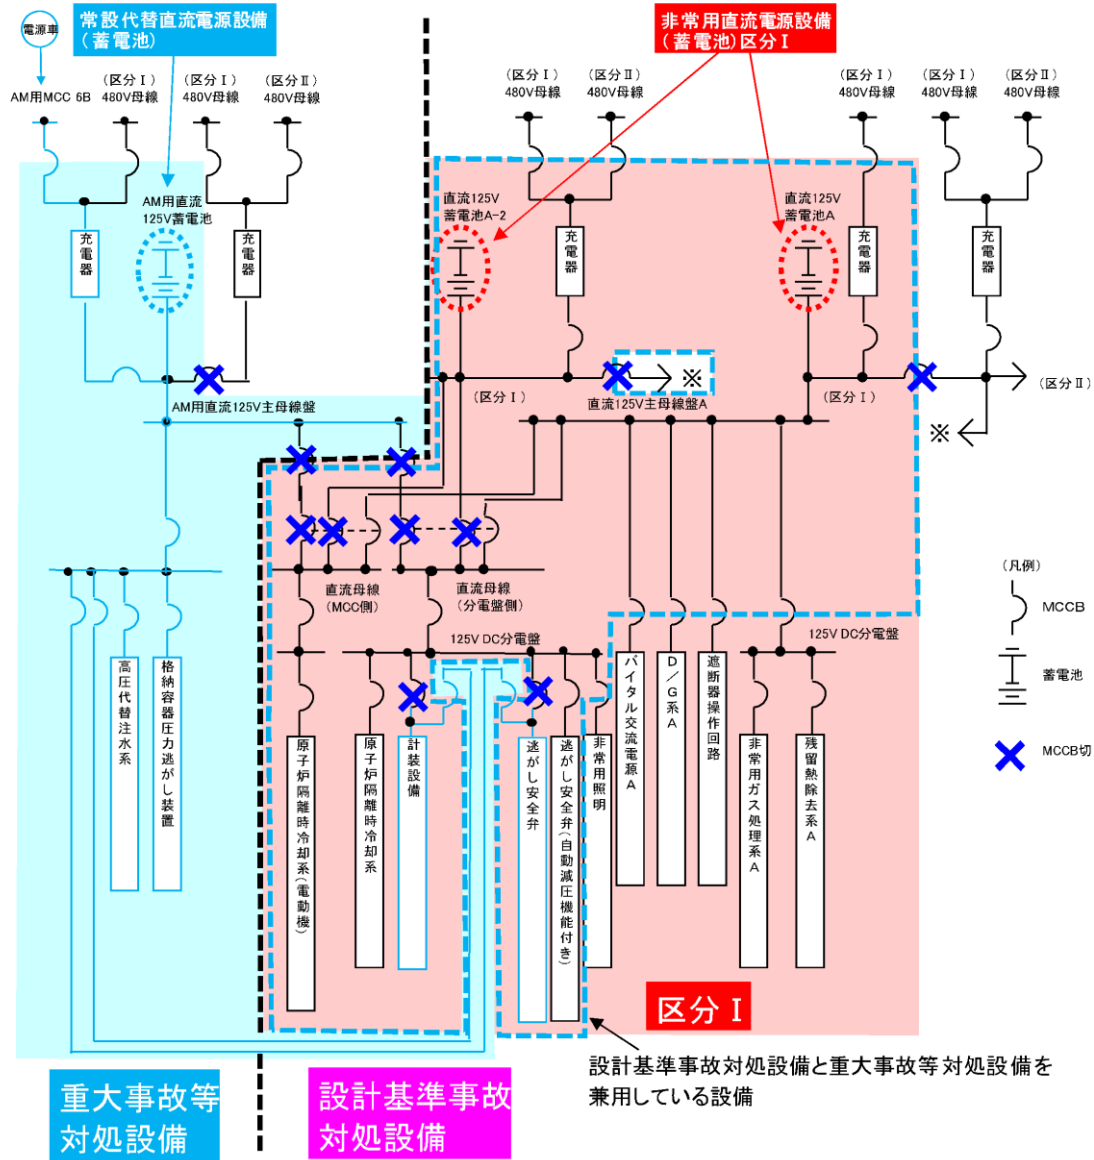 電源車
常設代替直流電源設備
（蓄電池）
非常用直流電源設備
（蓄電池）区分Ⅰ
AM用MCC 6B
（区分Ⅰ）
480V母線
（区分Ⅰ）
480V母線
（区分Ⅱ）
480V母線
（区分Ⅰ）
480V母線
（区分Ⅱ）
480V母線
（区分Ⅰ）
480V母線
（区分Ⅰ）
480V母線
（区分Ⅱ）
480V母線
AM用直流
125V蓄電池
直流125V
蓄電池A-2
直流125V
蓄電池A
充電器
充電器
充電器
充電器
充電器
AM用直流125V主母線盤
（区分Ⅰ）
※
直流125V主母線盤A
（区分Ⅰ）
（区分Ⅱ）
※
直流母線
（MCC側）
直流母線
（分電盤側）
125V DC分電盤
125V DC分電盤
（凡例）
MCCB
蓄電池
MCCB切
高圧代替注水系
格納容器圧力逃がし装置
原子炉隔離時冷却系（電動機）
原子炉隔離時冷却系
計装設備
逃がし安全弁
逃がし安全弁（自動減圧機能付き）
非常用照明
バイタル交流電源A
D／G系A
遮断器操作回路
非常用ガス処理系A
残留熱除去系A
区分Ⅰ
設計基準事故対処設備と重大事故等対処設備を
兼用している設備
重大事故等
対処設備
設計基準事故
対処設備